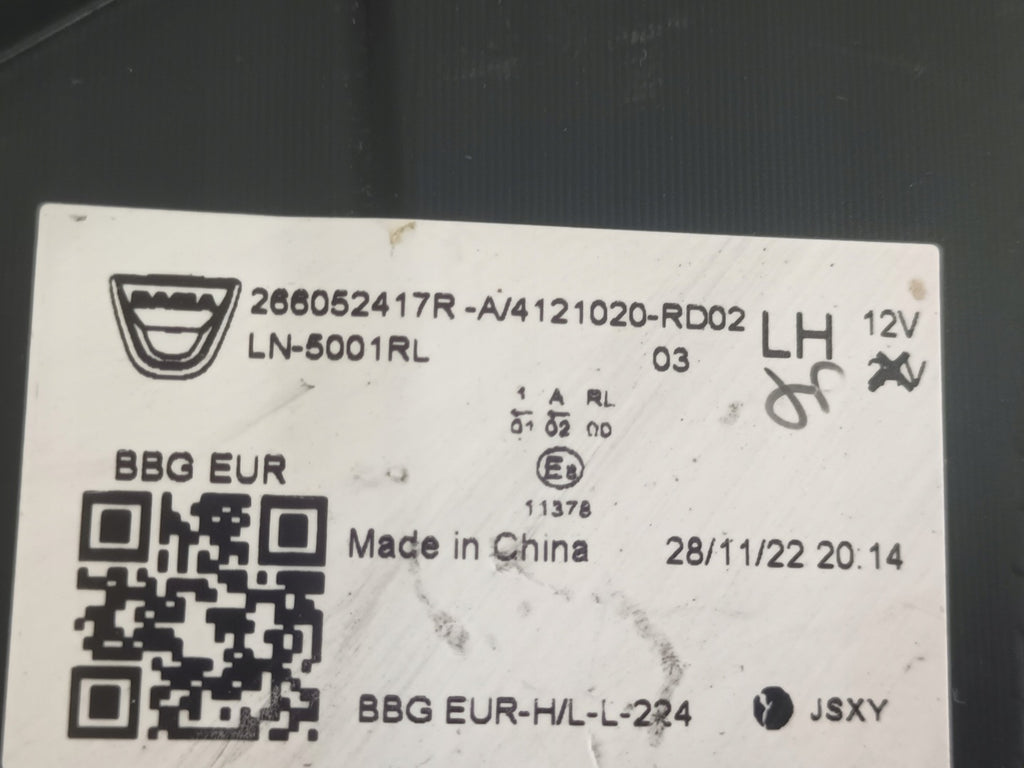 DACIA
266052417R -A/4121020-RD02
LN-5001RL
03
LH
12V
1 A RL
01 02 00
E8
11378
BBG EUR
Made in China
28/11/22 20:14
BBG EUR-H/L-L-224
JSXY